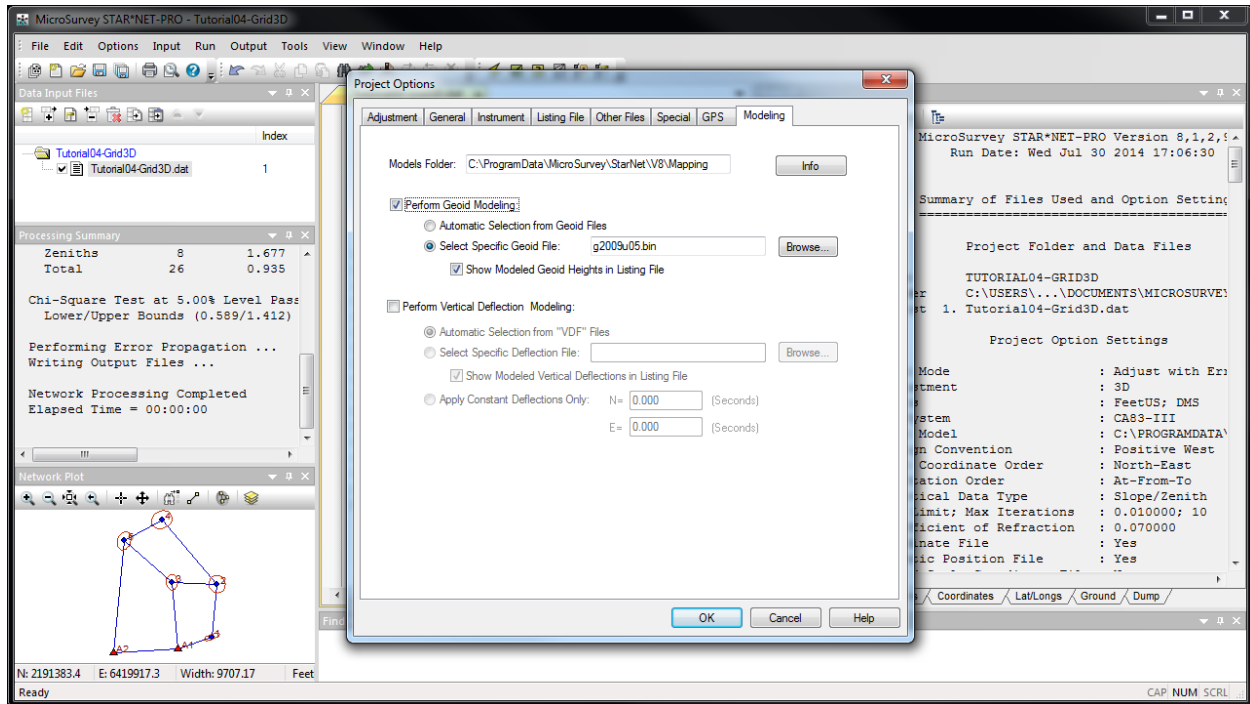 MicroSurvey STAR*NET-PRO - Tutorial04-Grid3D
File Edit Options Input Run Output Tools View Window Help
Data Input Files
Index
Tutorial04-Grid3D
Tutorial04-Grid3D.dat 1
Processing Summary
Zeniths 8 1.677
Total 26 0.935
Chi-Square Test at 5.00% Level Pass
Lower/Upper Bounds (0.589/1.412)
Performing Error Propagation ...
Writing Output Files ...
Network Processing Completed
Elapsed Time = 00:00:00
Network Plot
4
5
3
2
1
A2
A1
N: 2191383.4 E: 6419917.3 Width: 9707.17 Feet
Ready
Project Options
Adjustment General Instrument Listing File Other Files Special GPS Modeling
Models Folder: C:\ProgramData\MicroSurvey\StarNet\V8\Mapping Info
Perform Geoid Modeling:
Automatic Selection from Geoid Files
Select Specific Geoid File: g2009u05.bin Browse...
Show Modeled Geoid Heights in Listing File
Perform Vertical Deflection Modeling:
Automatic Selection from "VDF" Files
Select Specific Deflection File: Browse...
Show Modeled Vertical Deflections in Listing File
Apply Constant Deflections Only: N= 0.000 (Seconds)
E= 0.000 (Seconds)
OK Cancel Help
Find
MicroSurvey STAR*NET-PRO Version 8,1,2,
Run Date: Wed Jul 30 2014 17:06:30
Summary of Files Used and Option Setting
Project Folder and Data Files
TUTORIAL04-GRID3D
er C:\USERS\...\DOCUMENTS\MICROSURVEY
st 1. Tutorial04-Grid3D.dat
Project Option Settings
Mode : Adjust with Err
tment : 3D
s : FeetUS; DMS
ystem : CA83-III
Model : C:\PROGRAMDATA\
gn Convention : Positive West
Coordinate Order : North-East
ation Order : At-From-To
ical Data Type : Slope/Zenith
Limit; Max Iterations : 0.010000; 10
ficient of Refraction : 0.070000
inate File : Yes
ic Position File : Yes
Coordinates Lat/Longs Ground Dump
CAP NUM SCRL